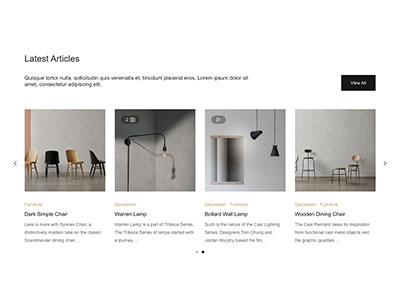 Latest Articles
Quisque tortor nulla, sollicitudin quis venenatis et, tincidunt placerat eros. Lorem ipsum dolor sit
amet, consectetur adipiscing elit.
View All
2
Furniture
Dark Simple Chair
Less is more with Synnes Chair, a
distinctively modern take on the classic
Scandinavian dining chair...
Decoration
Warren Lamp
Warren Lamp is a part of Tribeca Series.
The Tribeca Series of lamps started with
a journey, ...
Decoration Furniture
Bollard Wall Lamp
Such is the nature of the Cast Lighting
Series. Designers Tom Chung and
Jordan Murphy based the firs...
Decoration Furniture
Wooden Dining Chair
The Cast Pendant takes its inspiration
from functional cast metal objects and
the graphic qualities ...